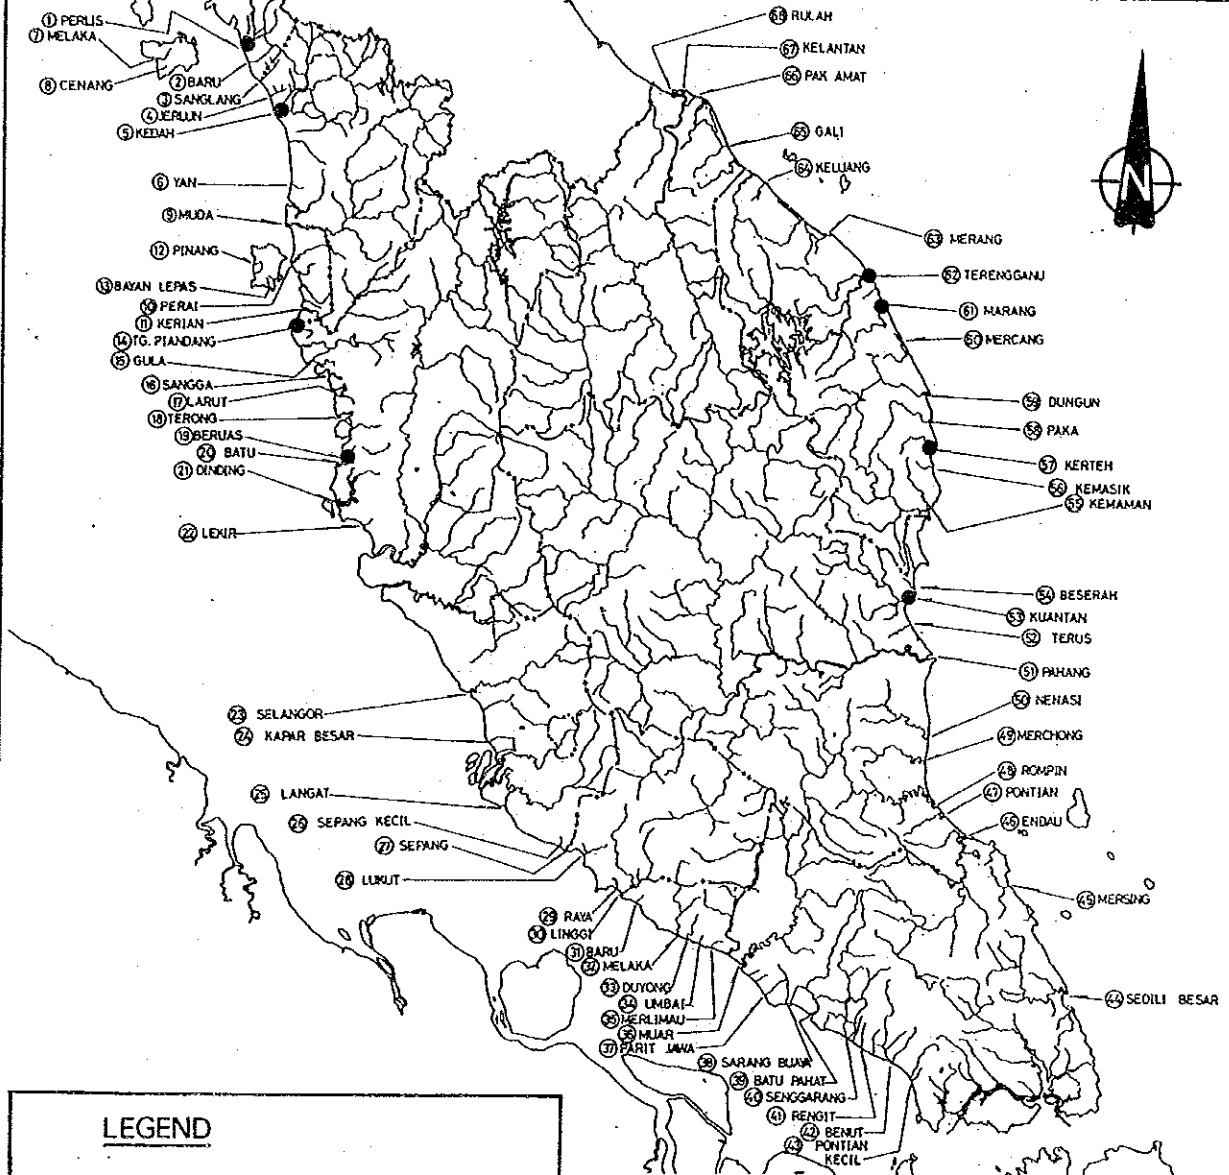 ① PERLIS
⑦ MELAKA
⑧ CENANG
② BARU
③ SANGLANG
④ JERLUN
⑤ KEDAH
⑥ YAN
⑨ MUDA
⑫ PINANG
⑬ BAYAN LEPAS
⑩ PERAI
⑪ KERIAN
⑭ TG. PIANDANG
⑮ GULA
⑯ SANGGA
⑰ LARUT
⑱ TERONG
⑲ BERUAS
⑳ BATU
㉑ DINDING
㉒ LEKIR
㉓ SELANGOR
㉔ KAPAR BESAR
㉕ LANGAT
㉖ SEPANG KECIL
㉗ SEPANG
㉘ LUKUT
㉙ RAYA
㉚ LINGGI
㉛ BARU
㉜ MELAKA
㉝ DUYONG
㉞ UMBAI
㉟ MERLIMAU
㊱ MUAR
㊲ PARIT JAWA
㊳ SARANG BUAYA
㊴ BATU PAHAT
㊵ SENGGARANG
㊶ RENGIT
㊷ BENUT
㊸ PONTIAN
KECIL
68 RULAH
67 KELANTAN
66 PAK AMAT
65 GALI
64 KELUANG
N
63 MERANG
62 TERENGGANU
61 MARANG
60 MERCANG
59 DUNGUN
58 PAKA
57 KERTEH
56 KEMASIK
55 KEMAMAN
54 BESERAH
53 KUANTAN
52 TERUS
51 PAHANG
㊿ NENASI
㊾ MERCHONG
㊽ ROMPIN
㊼ PONTIAN
㊻ ENDAU
㊺ MERSING
㊹ SEDILI BESAR
LEGEND